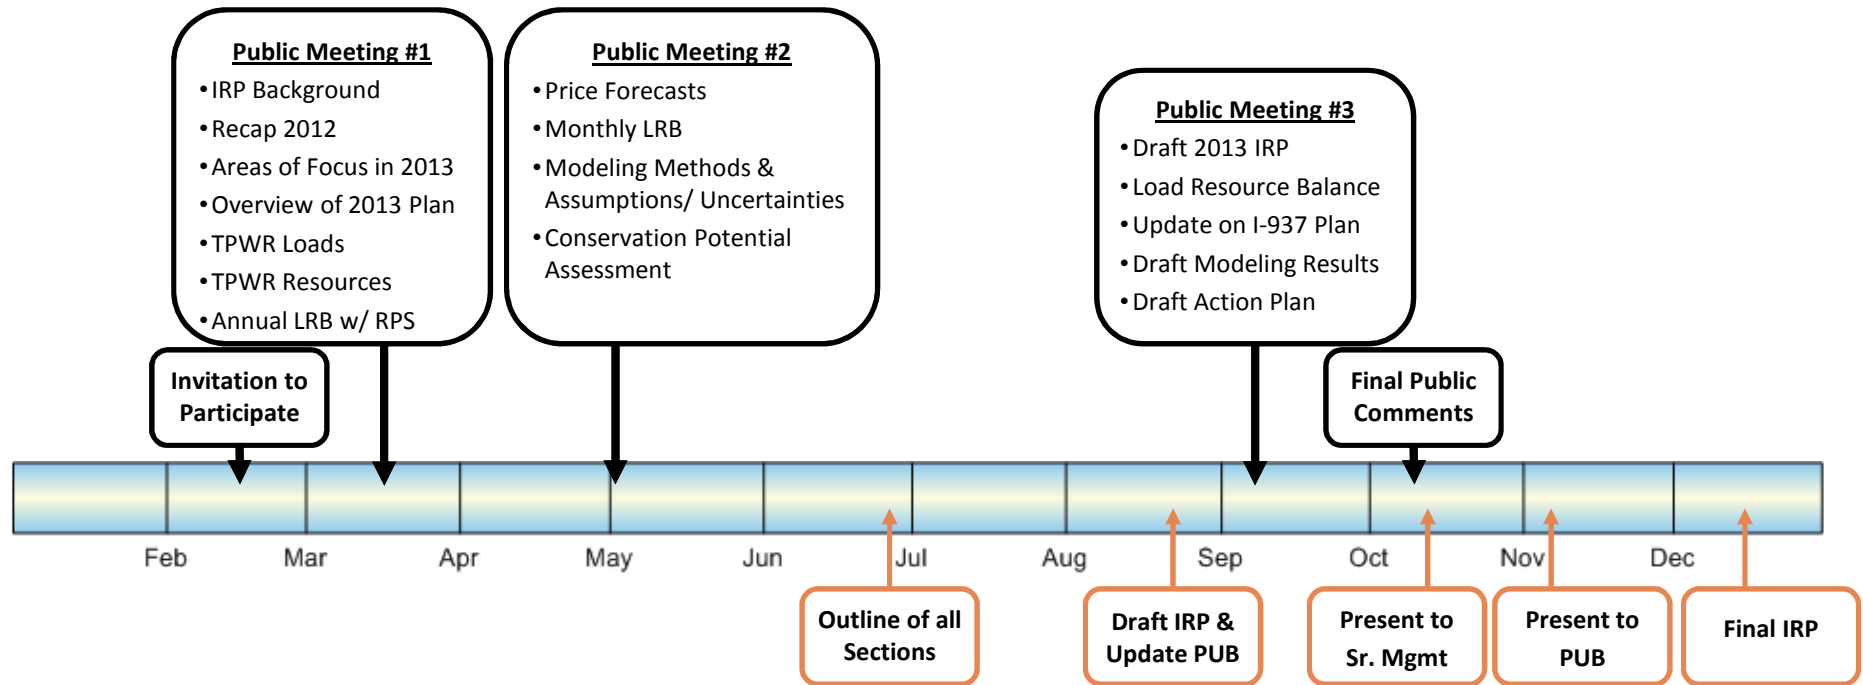 Public Meeting #1
•IRP Background
•Recap 2012
•Areas of Focus in 2013
•Overview of 2013 Plan
•TPWR Loads
•TPWR Resources
•Annual LRB w/ RPS
Public Meeting #2
•Price Forecasts
•Monthly LRB
•Modeling Methods &
Assumptions/ Uncertainties
•Conservation Potential
Assessment
Public Meeting #3
•Draft 2013 IRP
•Load Resource Balance
•Update on I-937 Plan
•Draft Modeling Results
•Draft Action Plan
Invitation to
Participate
Final Public
Comments
Feb Mar Apr May Jun Jul Aug Sep Oct Nov Dec
Outline of all
Sections
Draft IRP &
Update PUB
Present to
Sr. Mgmt
Present to
PUB
Final IRP